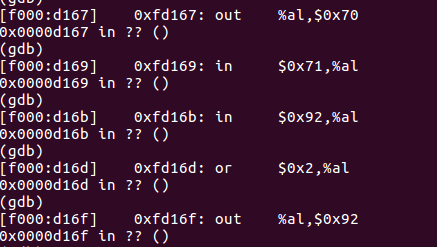 (gdb)
[f000:d167]    0xfd167: out    %al,$0x70
0x0000d167 in ?? ()
(gdb)
[f000:d169]    0xfd169: in     $0x71,%al
0x0000d169 in ?? ()
(gdb)
[f000:d16b]    0xfd16b: in     $0x92,%al
0x0000d16b in ?? ()
(gdb)
[f000:d16d]    0xfd16d: or     $0x2,%al
0x0000d16d in ?? ()
(gdb)
[f000:d16f]    0xfd16f: out    %al,$0x92
0x0000d16f in ?? ()
(gdb)